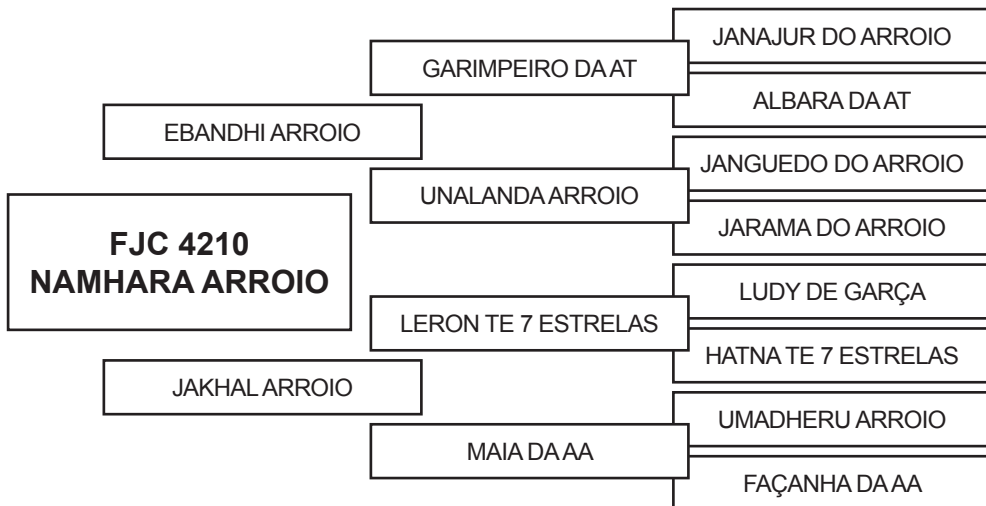 JANAJUR DO ARROIO
GARIMPEIRO DA AT
ALBARA DA AT
EBANDHI ARROIO
JANGUEDO DO ARROIO
UNALANDA ARROIO
JARAMA DO ARROIO
FJC 4210
NAMHARA ARROIO
LUDY DE GARÇA
LERON TE 7 ESTRELAS
HATNA TE 7 ESTRELAS
JAKHAL ARROIO
UMADHERU ARROIO
MAIA DA AA
FAÇANHA DA AA